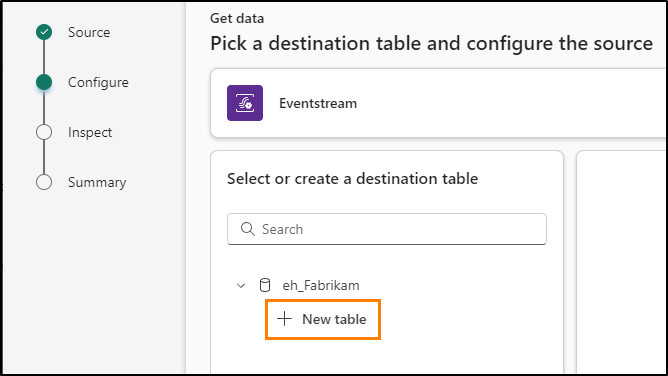 Source
Configure
Inspect
Summary
Get data
Pick a destination table and configure the source
Eventstream
Select or create a destination table
Search
eh_Fabrikam
New table